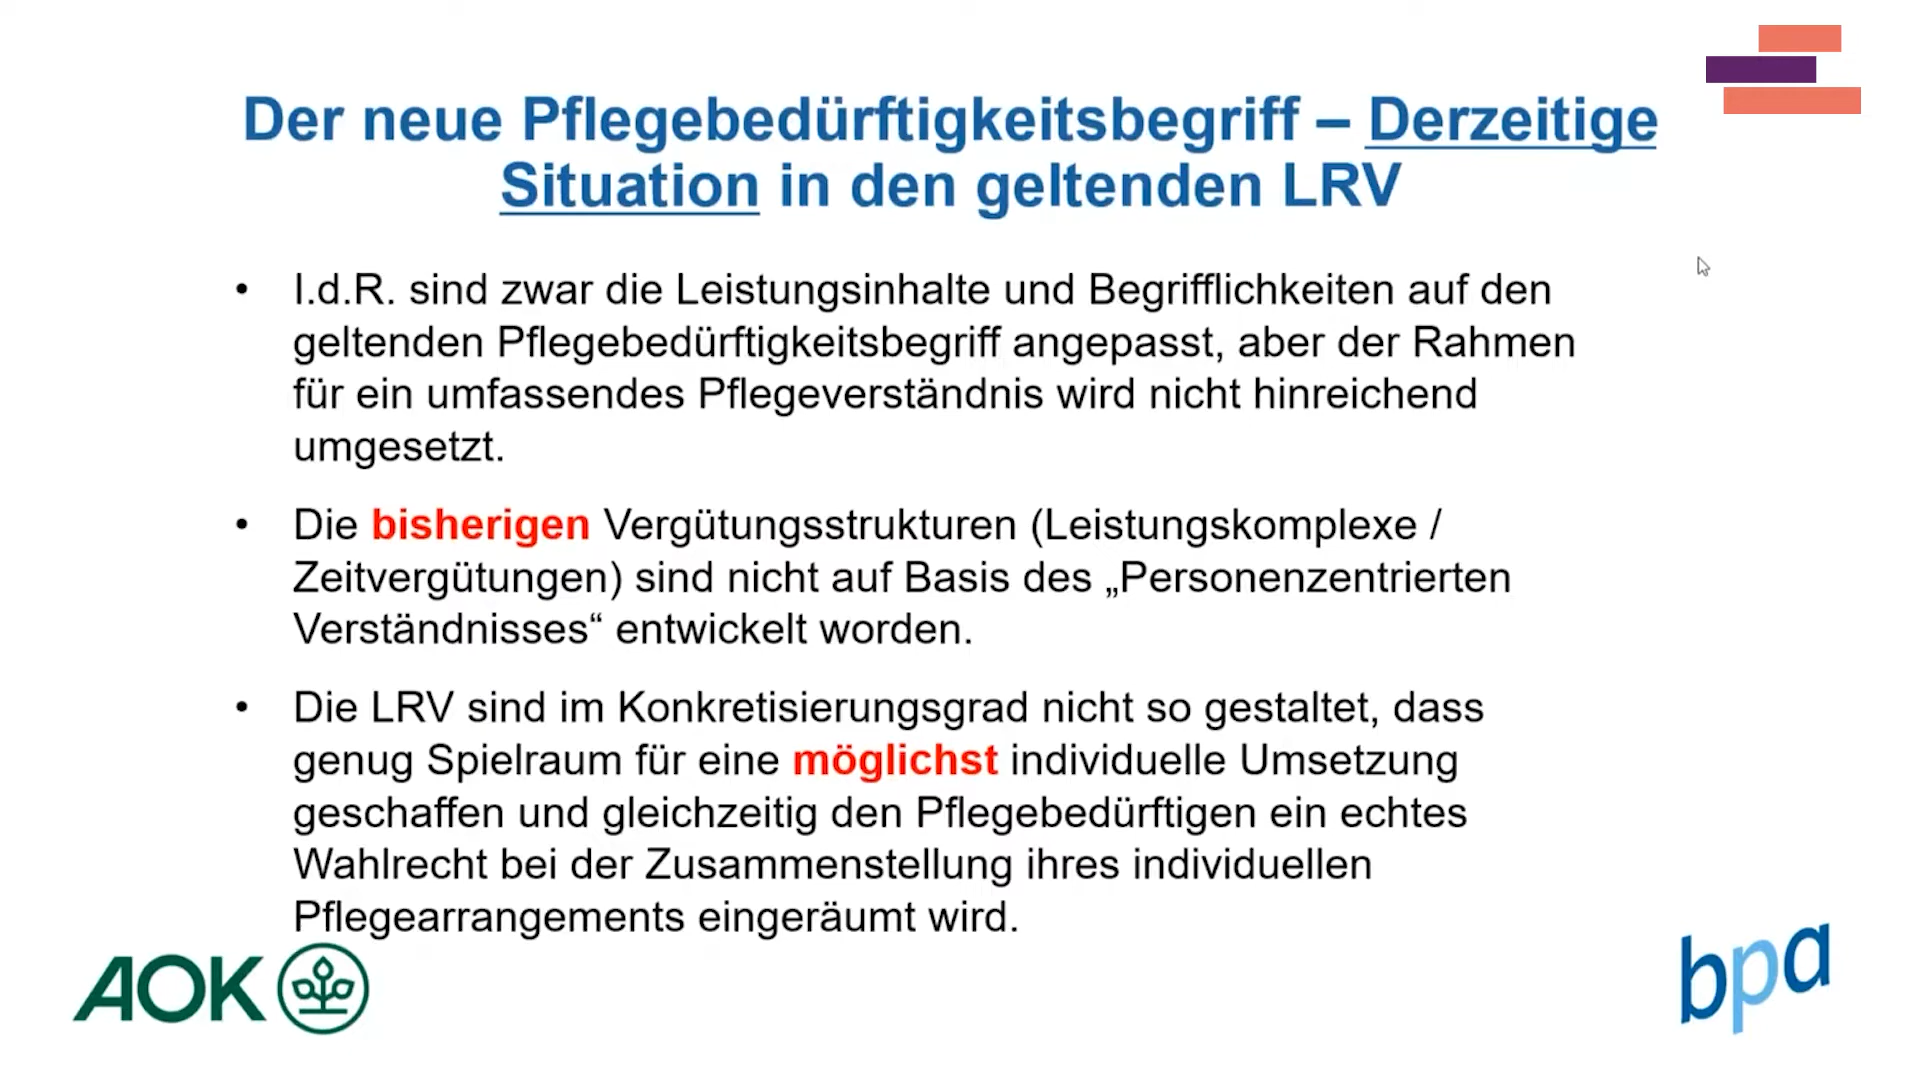 Der neue Pflegebedürftigkeitsbegriff – Derzeitige
Situation in den geltenden LRV
• I.d.R. sind zwar die Leistungsinhalte und Begrifflichkeiten auf den
geltenden Pflegebedürftigkeitsbegriff angepasst, aber der Rahmen
für ein umfassendes Pflegeverständnis wird nicht hinreichend
umgesetzt.
• Die bisherigen Vergütungsstrukturen (Leistungskomplexe /
Zeitvergütungen) sind nicht auf Basis des „Personenzentrierten
Verständnisses“ entwickelt worden.
• Die LRV sind im Konkretisierungsgrad nicht so gestaltet, dass
genug Spielraum für eine möglichst individuelle Umsetzung
geschaffen und gleichzeitig den Pflegebedürftigen ein echtes
Wahlrecht bei der Zusammenstellung ihres individuellen
Pflegearrangements eingeräumt wird.
AOK
bpa